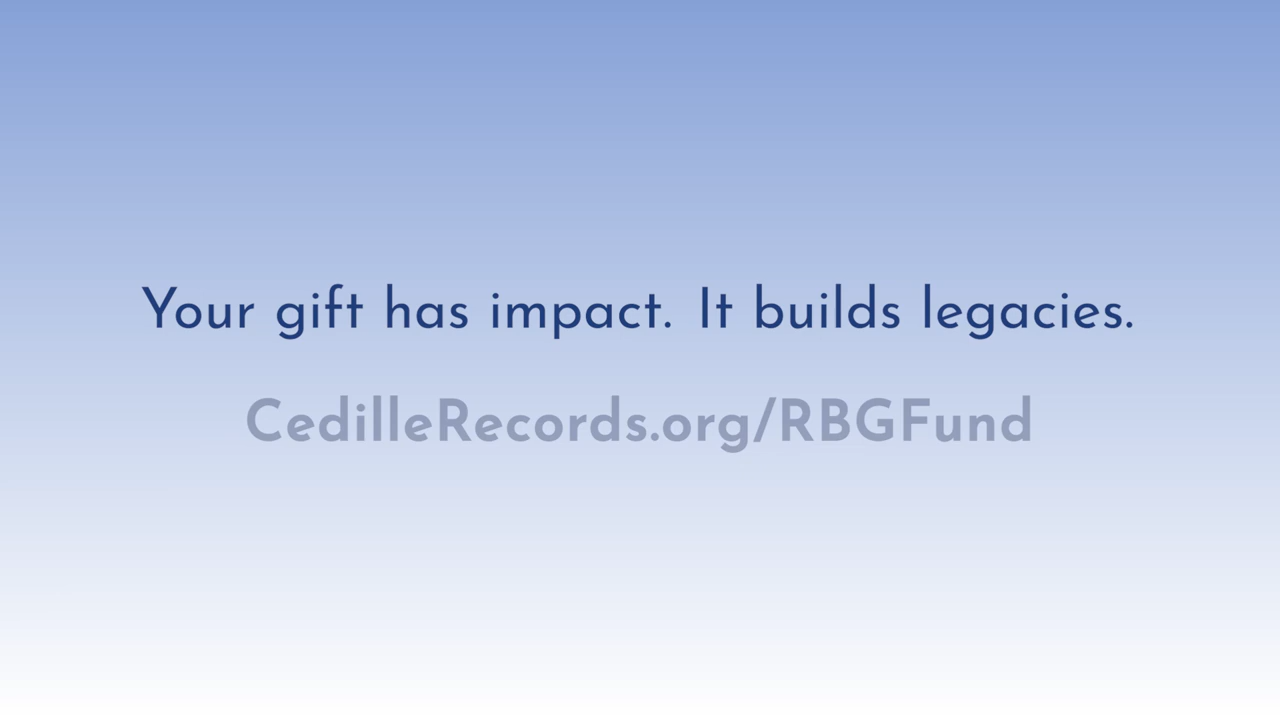 Your gift has impact. It builds legacies.
CedilleRecords.org/RBGFund